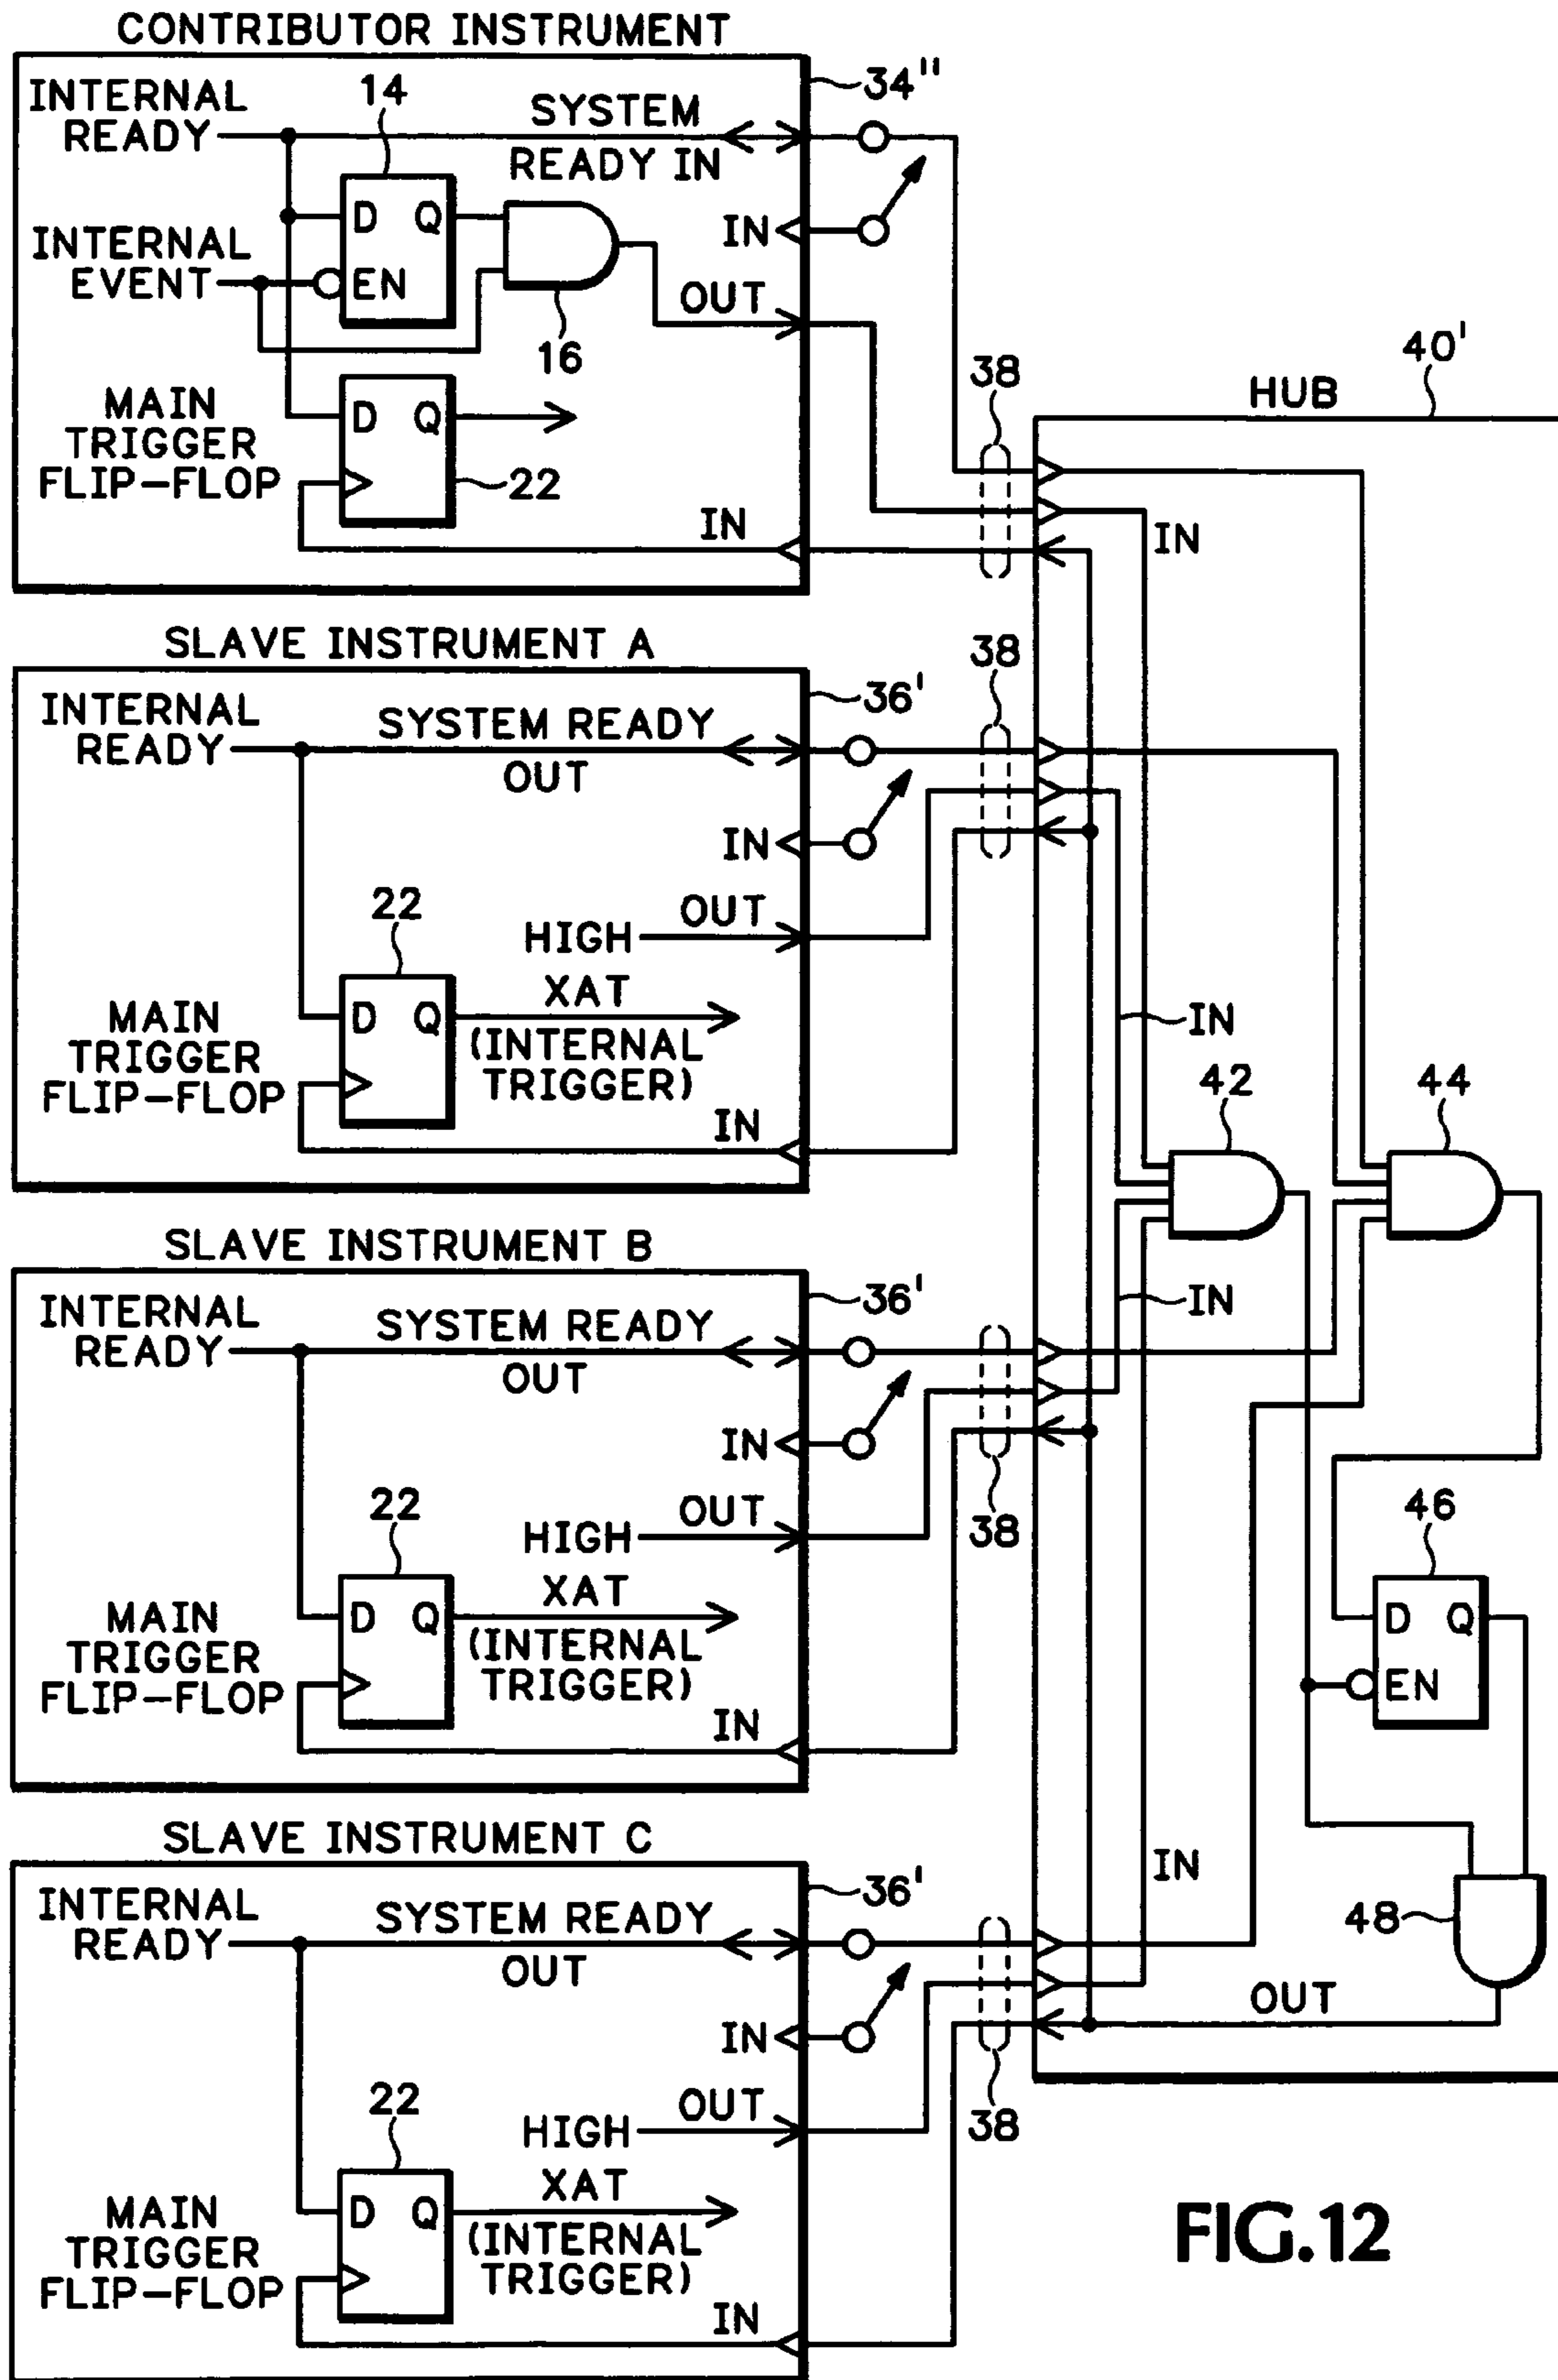 CONTRIBUTOR INSTRUMENT
34"
INTERNAL
READY
14
SYSTEM
READY IN
D Q
EN
INTERNAL
EVENT
IN
OUT
16
MAIN
TRIGGER
FLIP-FLOP
D Q
22
IN
38
HUB
40'
IN
SLAVE INSTRUMENT A
36'
38
INTERNAL
READY
SYSTEM READY
OUT
IN
22
HIGH
OUT
MAIN
TRIGGER
FLIP-FLOP
D Q
XAT
(INTERNAL
TRIGGER)
IN
IN
42
44
SLAVE INSTRUMENT B
36'
IN
INTERNAL
READY
SYSTEM READY
OUT
IN
38
22
HIGH
OUT
46
MAIN
TRIGGER
FLIP-FLOP
D Q
XAT
(INTERNAL
TRIGGER)
IN
D Q
EN
SLAVE INSTRUMENT C
36'
IN
48
INTERNAL
READY
SYSTEM READY
OUT
IN
OUT
38
22
HIGH
OUT
MAIN
TRIGGER
FLIP-FLOP
D Q
XAT
(INTERNAL
TRIGGER)
IN
FIG.12